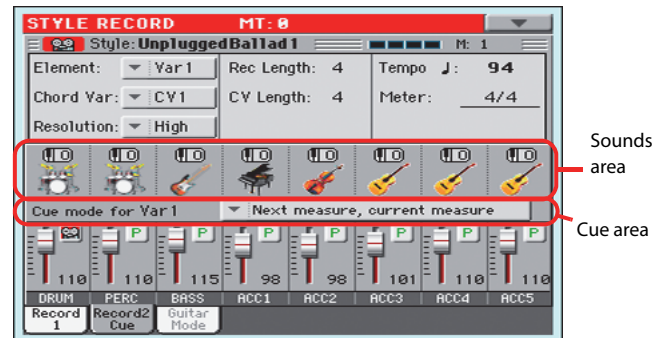 STYLE RECORD MT: 0
Style: UnpluggedBallad1 M: 1
Element: Var1 Rec Length: 4 Tempo ♩: 94
Chord Var: CV1 CV Length: 4 Meter: 4/4
Resolution: High
Sounds
area
Cue mode for Var1 Next measure, current measure
Cue area
P P P P P P P
110 110 115 98 98 101 110 110
DRUM PERC BASS ACC1 ACC2 ACC3 ACC4 ACC5
Record Record2 Guitar
1 Cue Mode